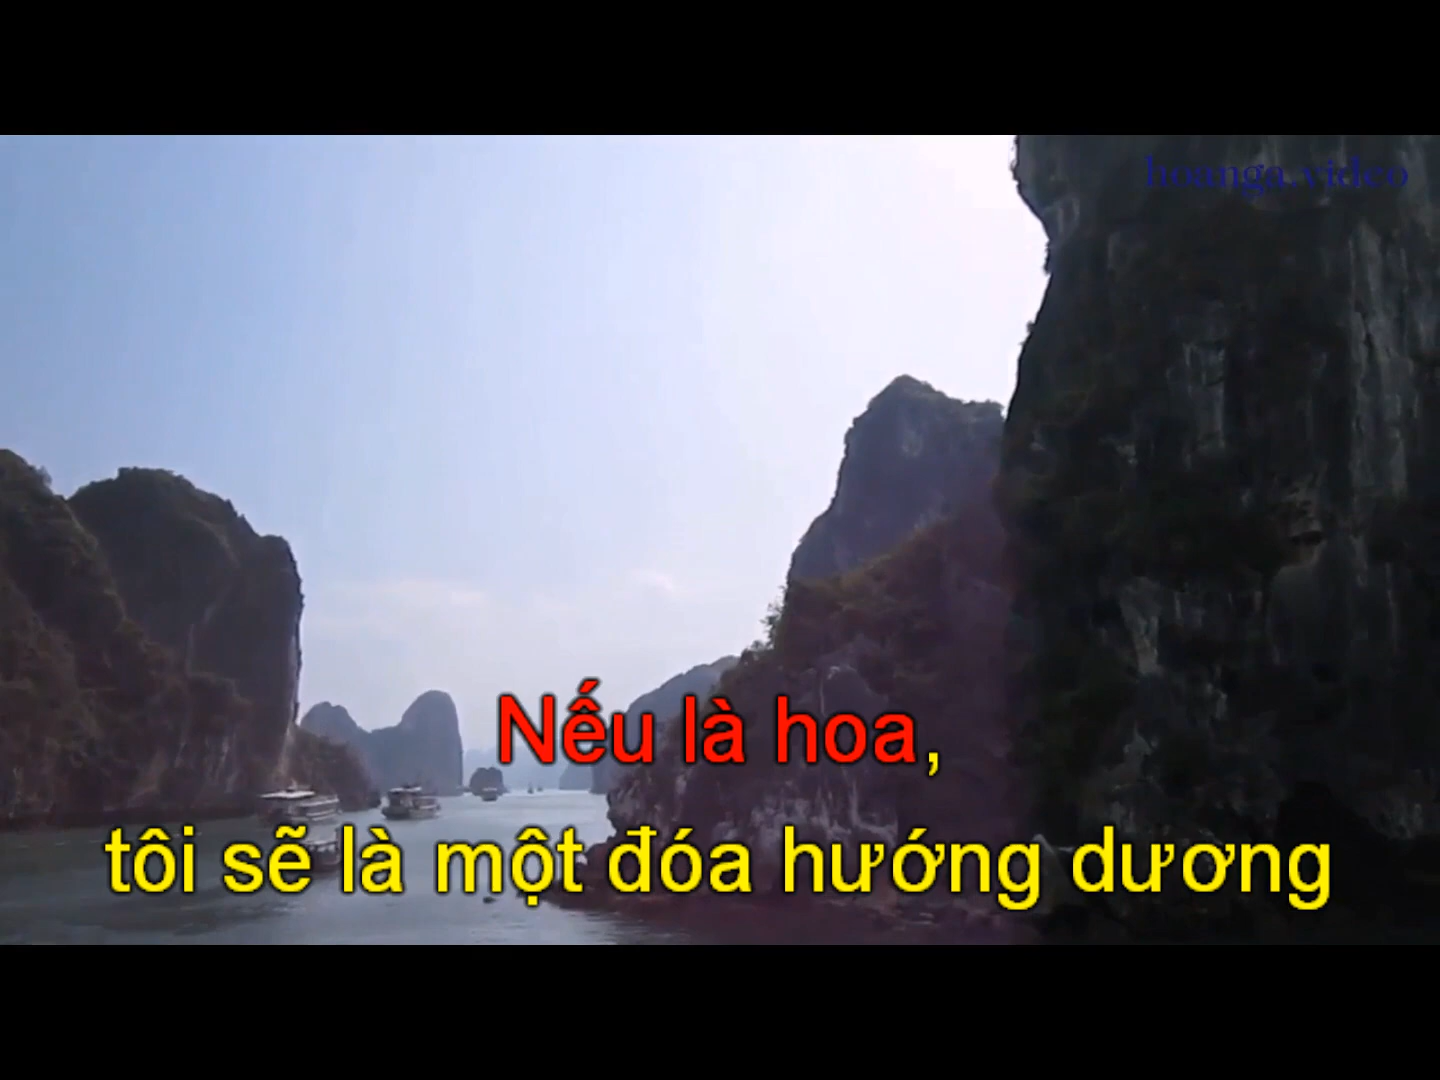 hoanga.video
Nếu là hoa,
tôi sẽ là một đóa hướng dương